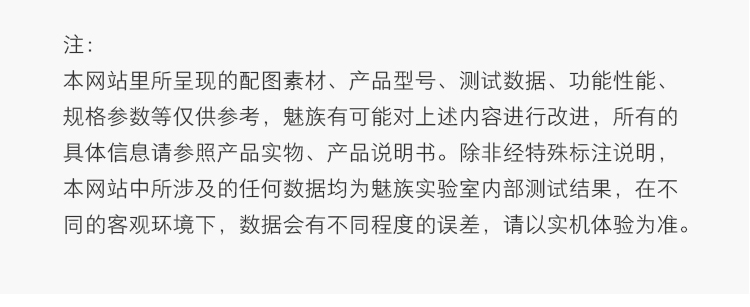 注：
本网站里所呈现的配图素材、产品型号、测试数据、功能性能、
规格参数等仅供参考，魅族有可能对上述内容进行改进，所有的
具体信息请参照产品实物、产品说明书。除非经特殊标注说明，
本网站中所涉及的任何数据均为魅族实验室内部测试结果，在不
同的客观环境下，数据会有不同程度的误差，请以实机体验为准。